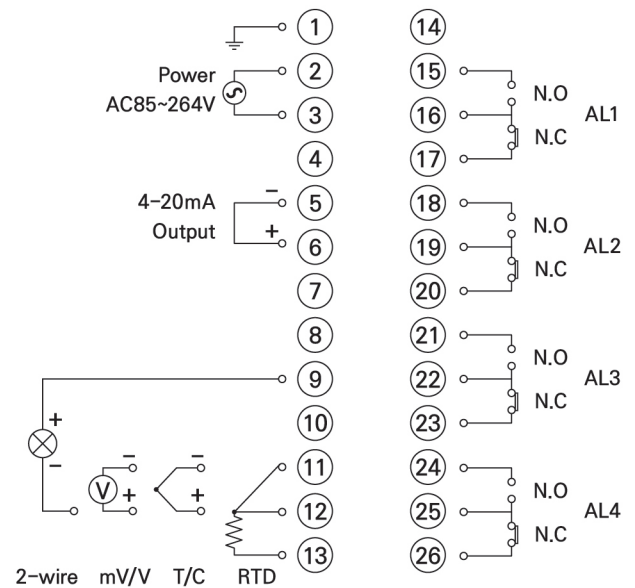 1 14
2 15
Power
AC85~264V
N.O
AL1
3 16
N.C
4 17
4-20mA
Output
−
5 18
N.O
+
6 19
AL2
N.C
7 20
8 21
N.O
9 22
AL3
+
N.C
10 23
−
V
−
+
−
+
11 24
N.O
12 25
AL4
N.C
13 26
2-wire mV/V T/C RTD